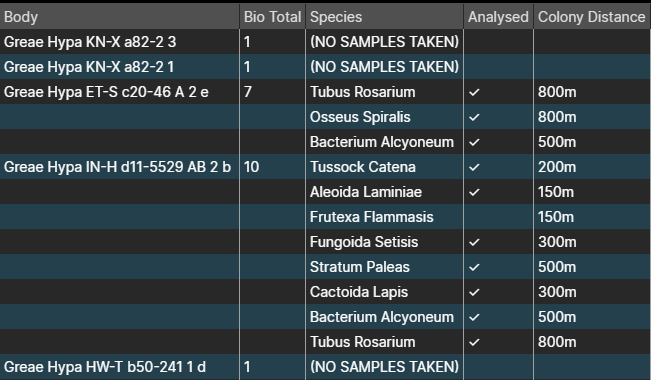 Body Bio Total Species Analysed Colony Distance
Greae Hypa KN-X a82-2 3 1 (NO SAMPLES TAKEN)
Greae Hypa KN-X a82-2 1 1 (NO SAMPLES TAKEN)
Greae Hypa ET-S c20-46 A 2 e 7 Tubus Rosarium ✓ 800m
Osseus Spiralis ✓ 800m
Bacterium Alcyoneum ✓ 500m
Greae Hypa IN-H d11-5529 AB 2 b 10 Tussock Catena ✓ 200m
Aleoida Laminiae ✓ 150m
Frutexa Flammasis 150m
Fungoida Setisis ✓ 300m
Stratum Paleas ✓ 500m
Cactoida Lapis ✓ 300m
Bacterium Alcyoneum ✓ 500m
Tubus Rosarium ✓ 800m
Greae Hypa HW-T b50-241 1 d 1 (NO SAMPLES TAKEN)